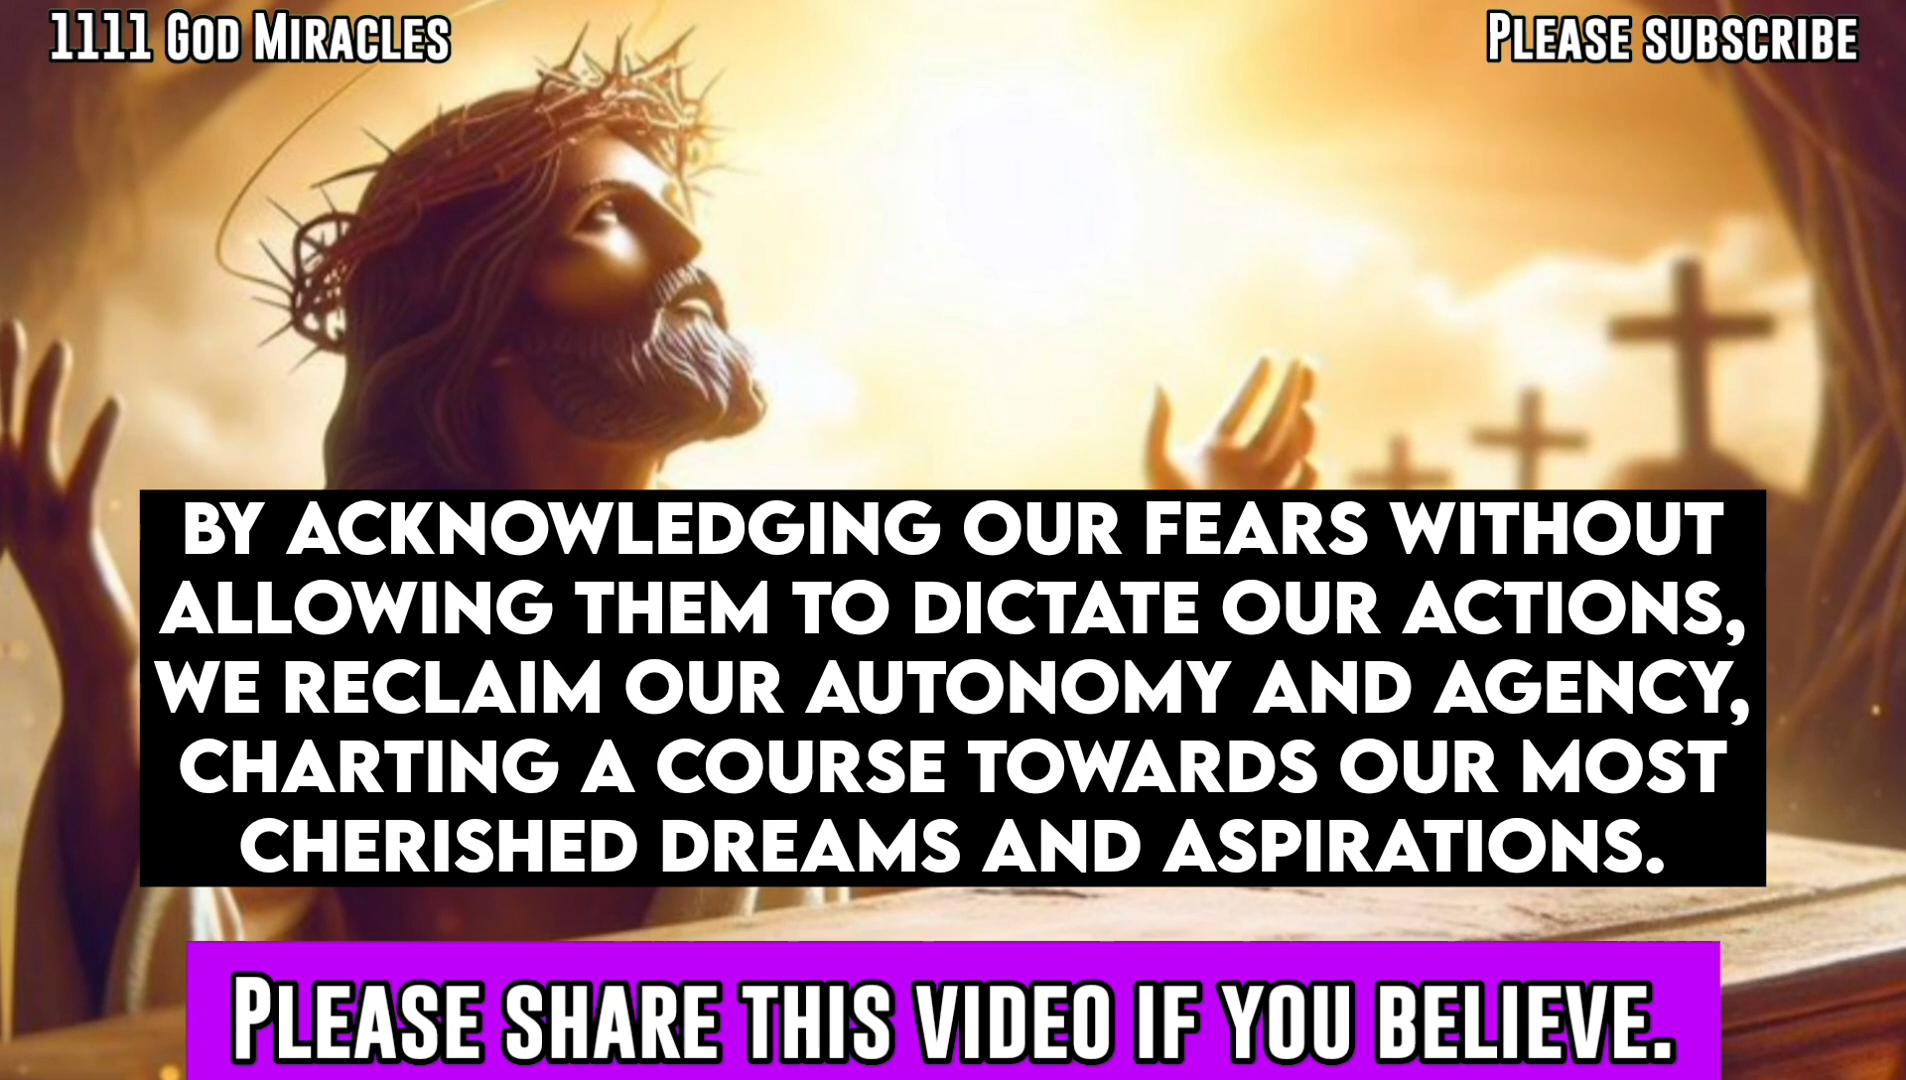 1111 God Miracles
Please subscribe
BY ACKNOWLEDGING OUR FEARS WITHOUT
ALLOWING THEM TO DICTATE OUR ACTIONS,
WE RECLAIM OUR AUTONOMY AND AGENCY,
CHARTING A COURSE TOWARDS OUR MOST
CHERISHED DREAMS AND ASPIRATIONS.
Please share this video if you believe.